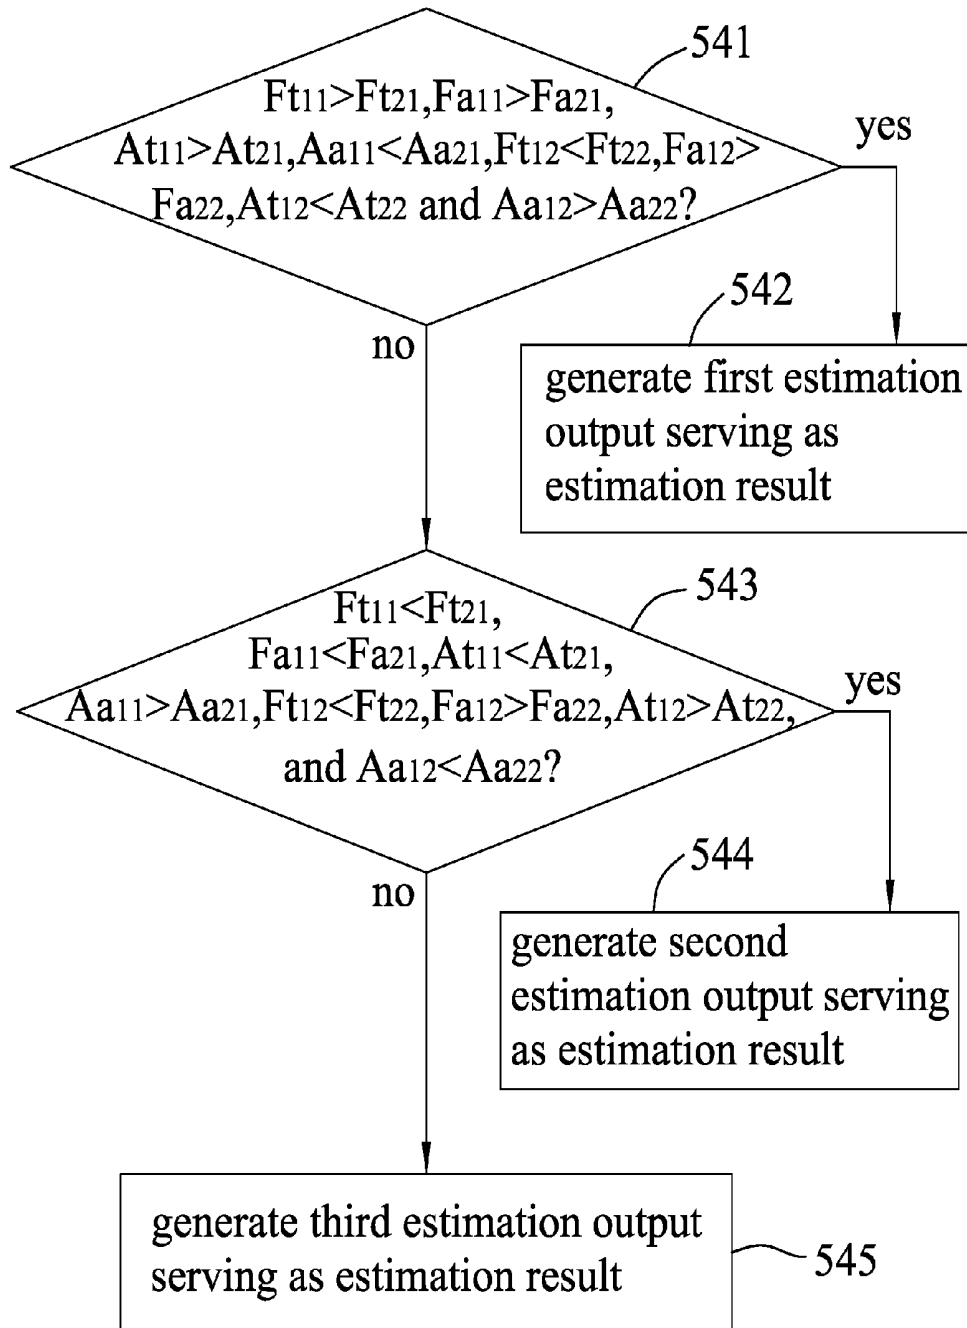 541
Ft11>Ft21,Fa11>Fa21,
At11>At21,Aa11<Aa21,Ft12<Ft22,Fa12>
Fa22,At12<At22 and Aa12>Aa22?
yes
no
542
generate first estimation
output serving as
estimation result
543
Ft11<Ft21,
Fa11<Fa21,At11<At21,
Aa11>Aa21,Ft12<Ft22,Fa12>Fa22,At12>At22,
and Aa12<Aa22?
yes
no
544
generate second
estimation output serving
as estimation result
generate third estimation output
serving as estimation result
545